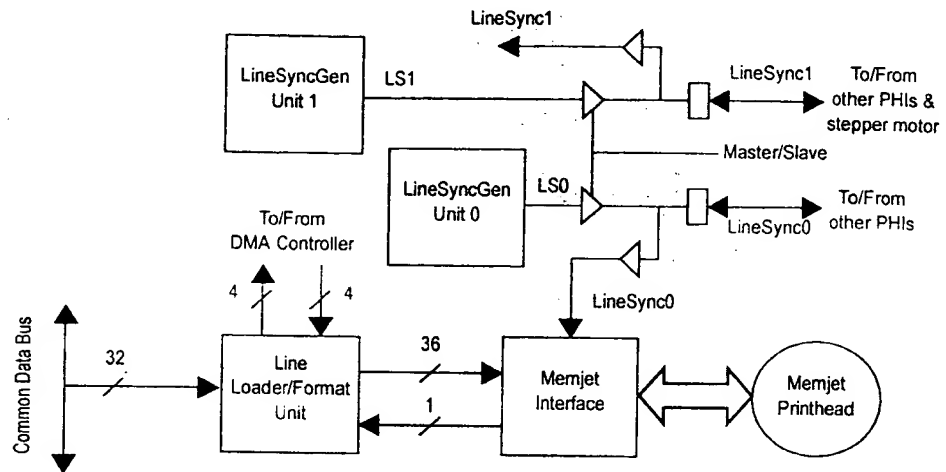 LineSync1
LineSyncGen
Unit 1
LS1
LineSync1
To/From
other PHIs &
stepper motor
Master/Slave
LineSyncGen
Unit 0
LS0
LineSync0
To/From
other PHIs
To/From
DMA Controller
4
4
LineSync0
Common Data Bus
32
Line
Loader/Format
Unit
36
1
Memjet
Interface
Memjet
Printhead